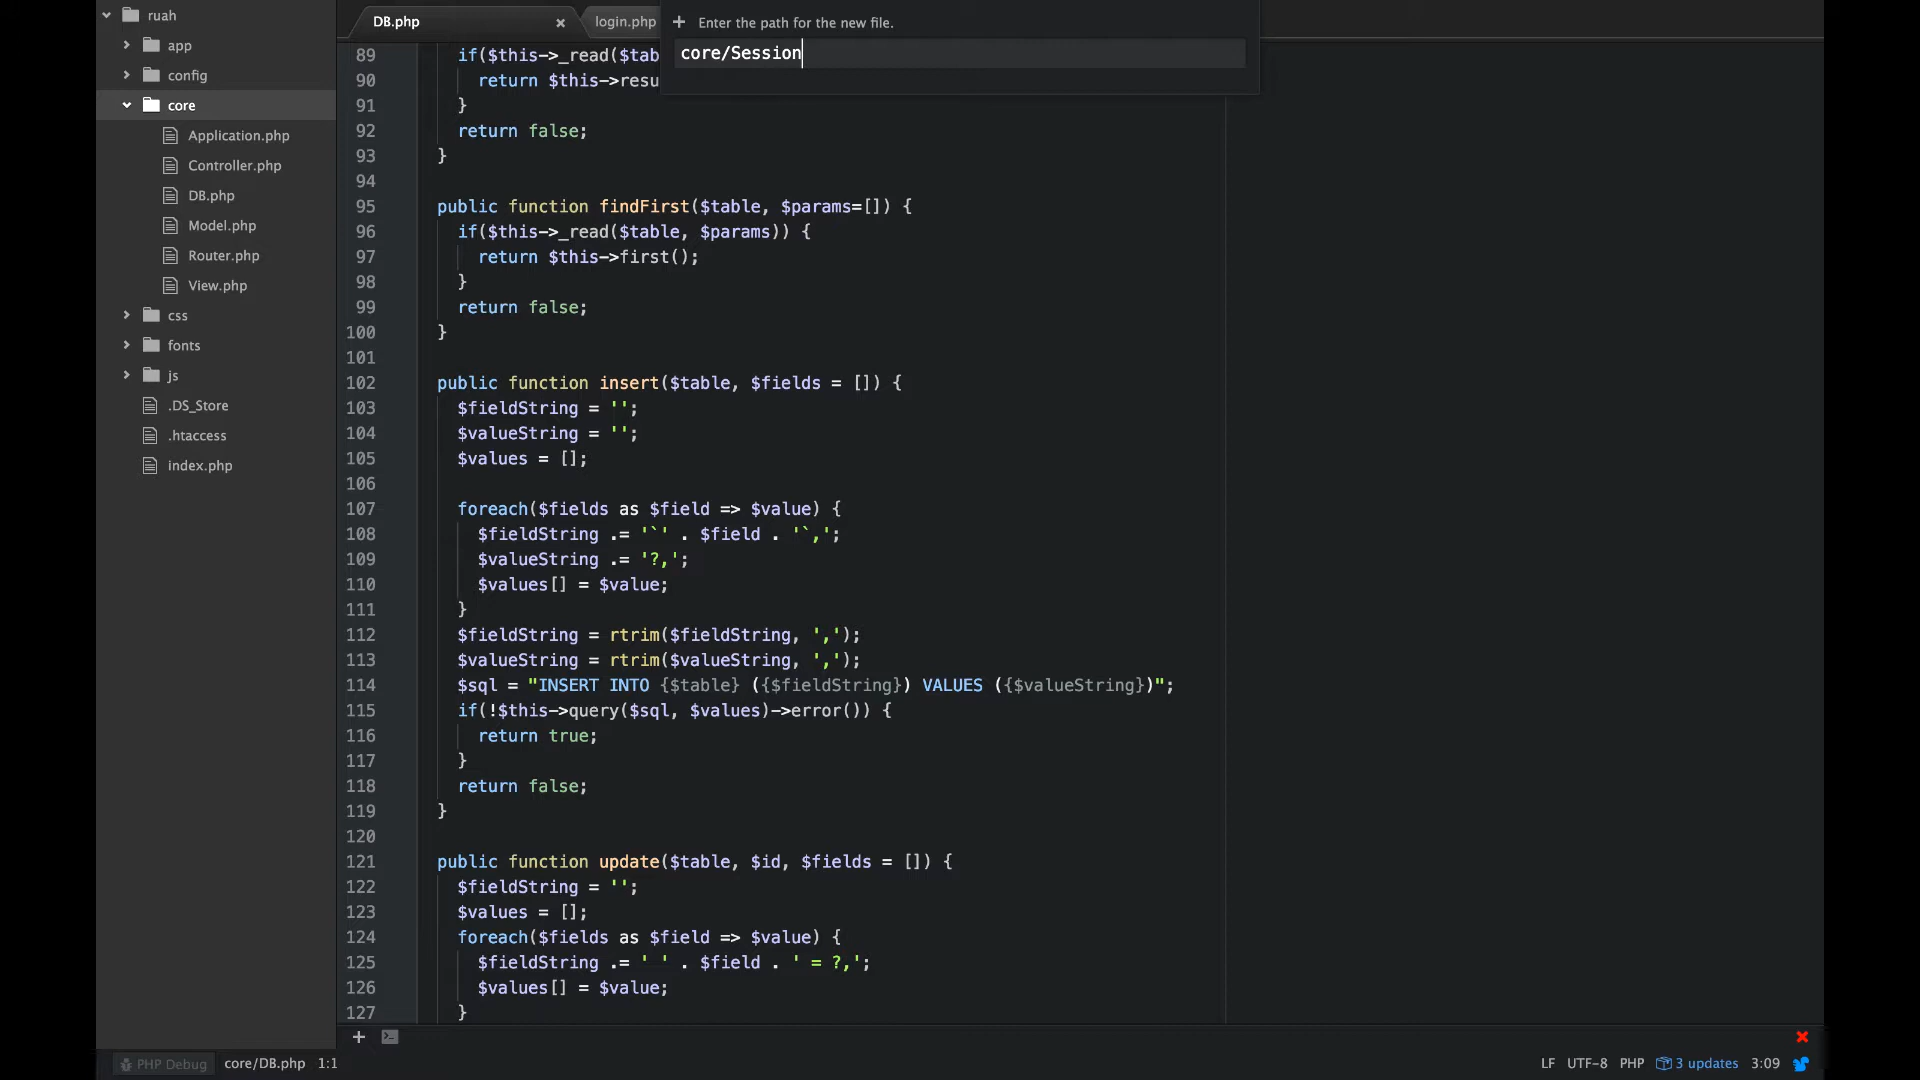 ruah
app
config
core
Application.php
Controller.php
DB.php
Model.php
Router.php
View.php
css
fonts
js
.DS_Store
.htaccess
index.php
DB.php ×
login.php
+ Enter the path for the new file.
core/Session
89 if($this->_read($tab
90 return $this->resu
91 }
92 return false;
93 }
94
95 public function findFirst($table, $params=[]) {
96 if($this->_read($table, $params)) {
97 return $this->first();
98 }
99 return false;
100 }
101
102 public function insert($table, $fields = []) {
103 $fieldString = '';
104 $valueString = '';
105 $values = [];
106
107 foreach($fields as $field => $value) {
108 $fieldString .= '`' . $field . '`,';
109 $valueString .= '?,';
110 $values[] = $value;
111 }
112 $fieldString = rtrim($fieldString, ',');
113 $valueString = rtrim($valueString, ',');
114 $sql = "INSERT INTO {$table} ({$fieldString}) VALUES ({$valueString})";
115 if(!$this->query($sql, $values)->error()) {
116 return true;
117 }
118 return false;
119 }
120
121 public function update($table, $id, $fields = []) {
122 $fieldString = '';
123 $values = [];
124 foreach($fields as $field => $value) {
125 $fieldString .= ' ' . $field . ' = ?,';
126 $values[] = $value;
127 }
PHP Debug core/DB.php 1:1
LF UTF-8 PHP 3 updates 3:09